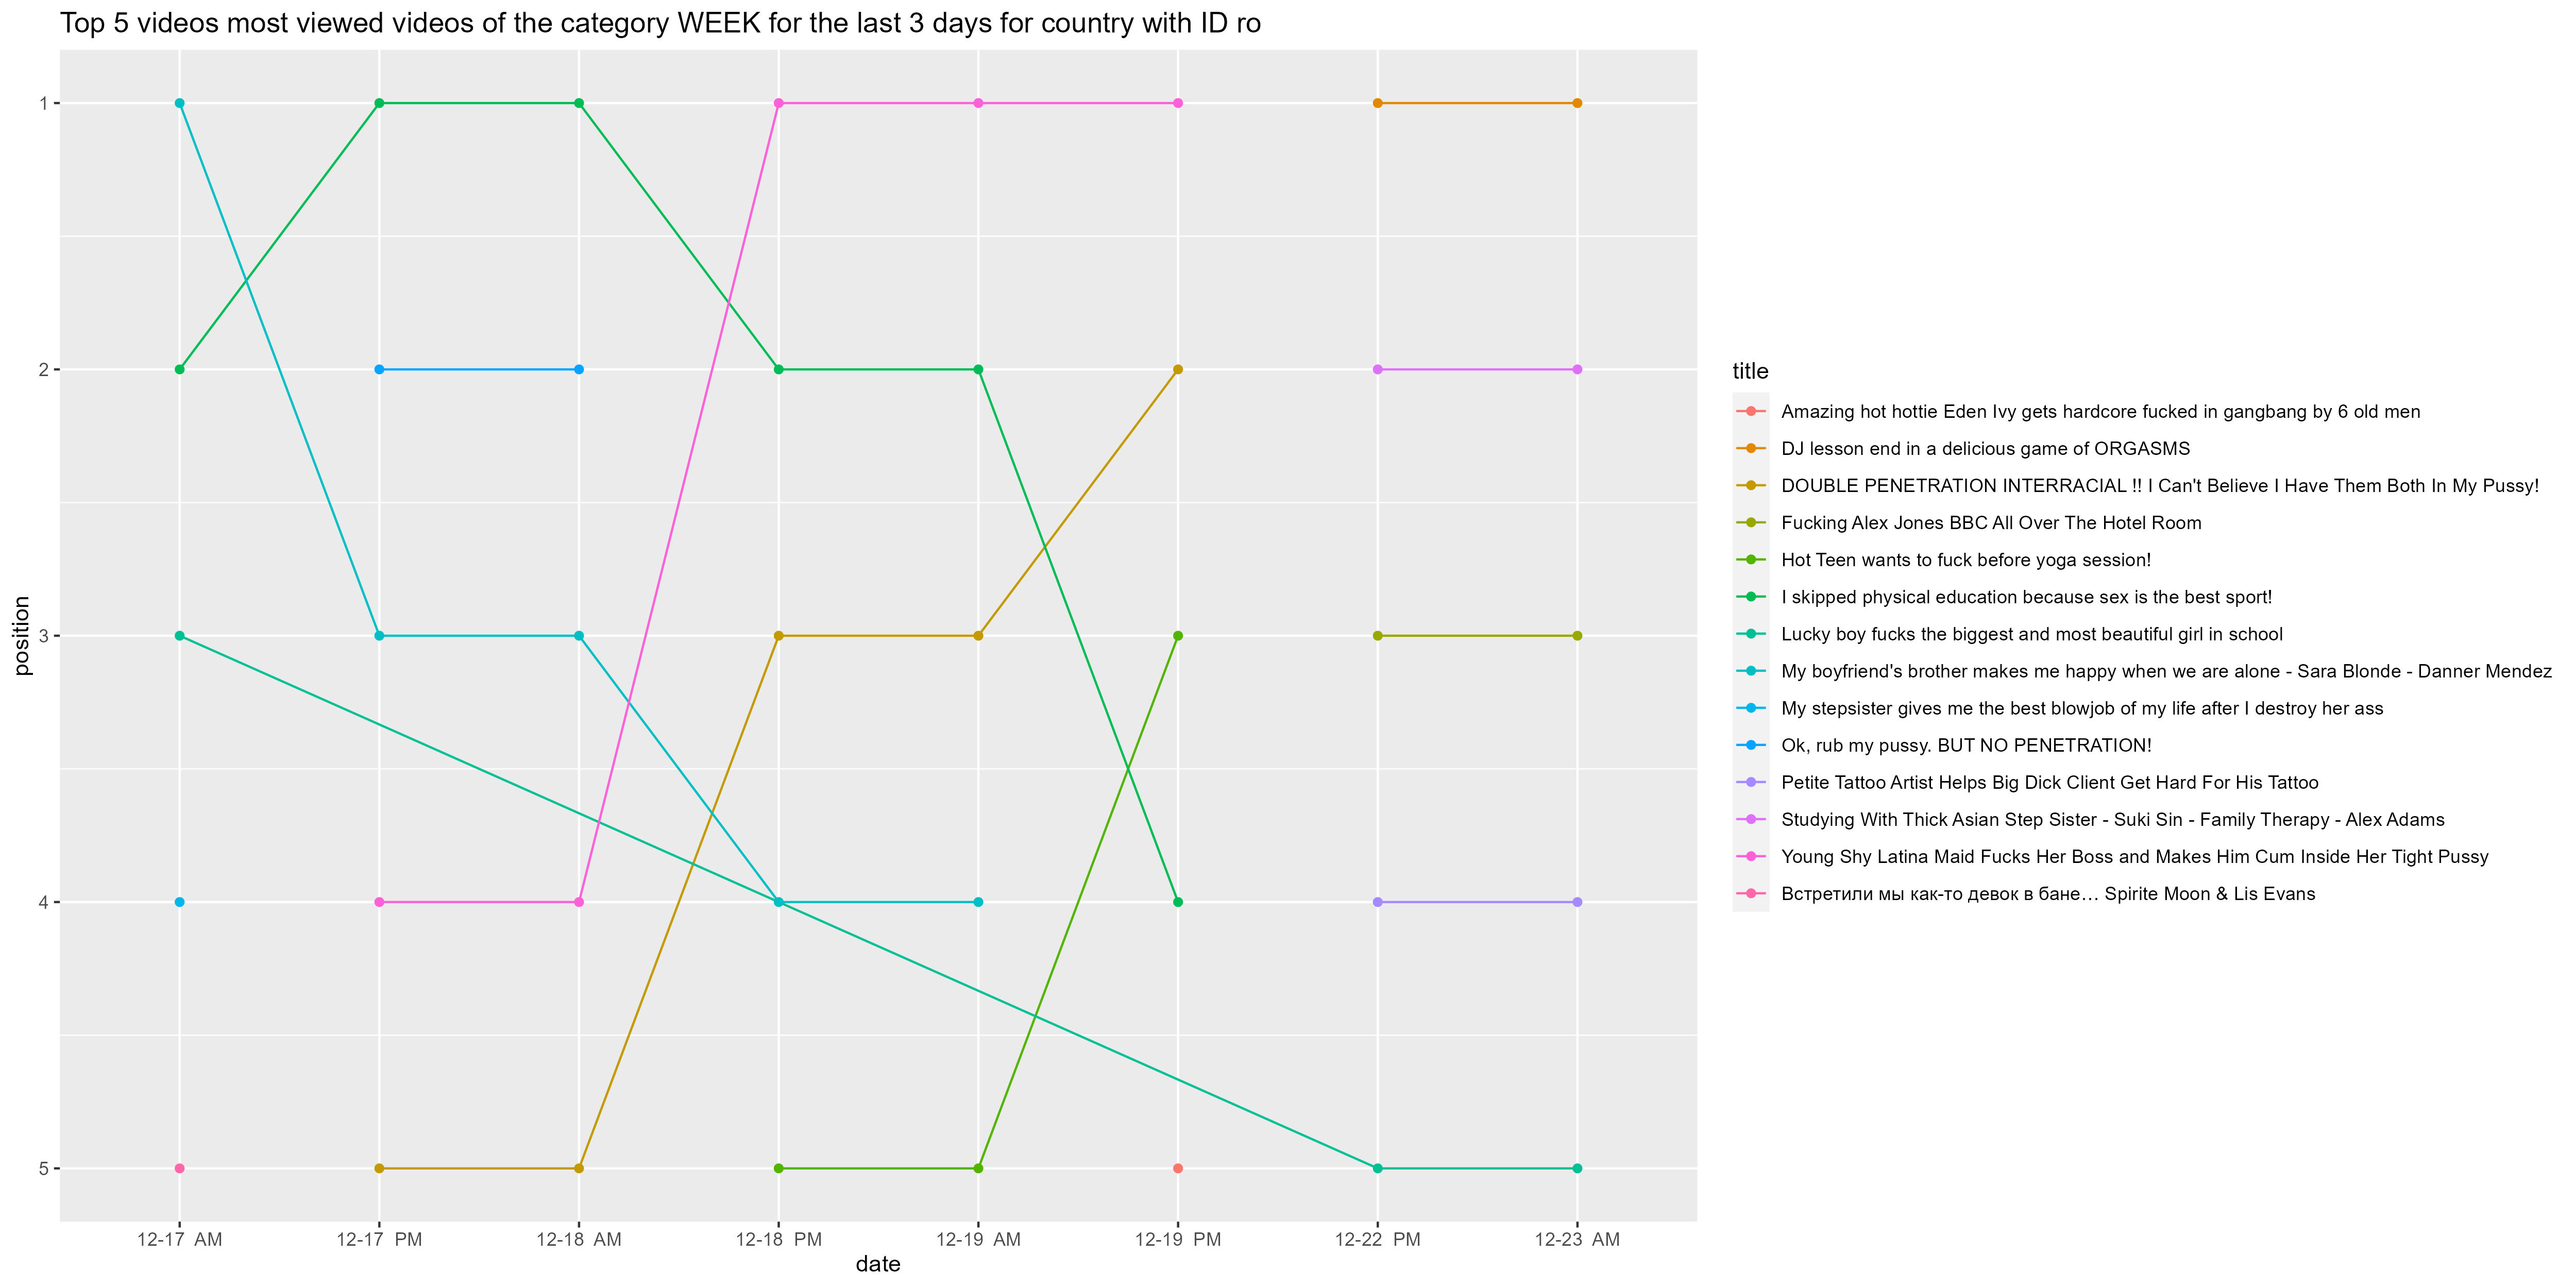 Top 5 videos most viewed videos of the category WEEK for the last 3 days for country with ID ro
1
2
3
4
5
position
12-17 AM
12-17 PM
12-18 AM
12-18 PM
12-19 AM
12-19 PM
12-22 PM
12-23 AM
date
title
Amazing hot hottie Eden Ivy gets hardcore fucked in gangbang by 6 old men
DJ lesson end in a delicious game of ORGASMS
DOUBLE PENETRATION INTERRACIAL !! I Can't Believe I Have Them Both In My Pussy!
Fucking Alex Jones BBC All Over The Hotel Room
Hot Teen wants to fuck before yoga session!
I skipped physical education because sex is the best sport!
Lucky boy fucks the biggest and most beautiful girl in school
My boyfriend's brother makes me happy when we are alone - Sara Blonde - Danner Mendez
My stepsister gives me the best blowjob of my life after I destroy her ass
Ok, rub my pussy. BUT NO PENETRATION!
Petite Tattoo Artist Helps Big Dick Client Get Hard For His Tattoo
Studying With Thick Asian Step Sister - Suki Sin - Family Therapy - Alex Adams
Young Shy Latina Maid Fucks Her Boss and Makes Him Cum Inside Her Tight Pussy
Встретили мы как-то девок в бане… Spirite Moon & Lis Evans